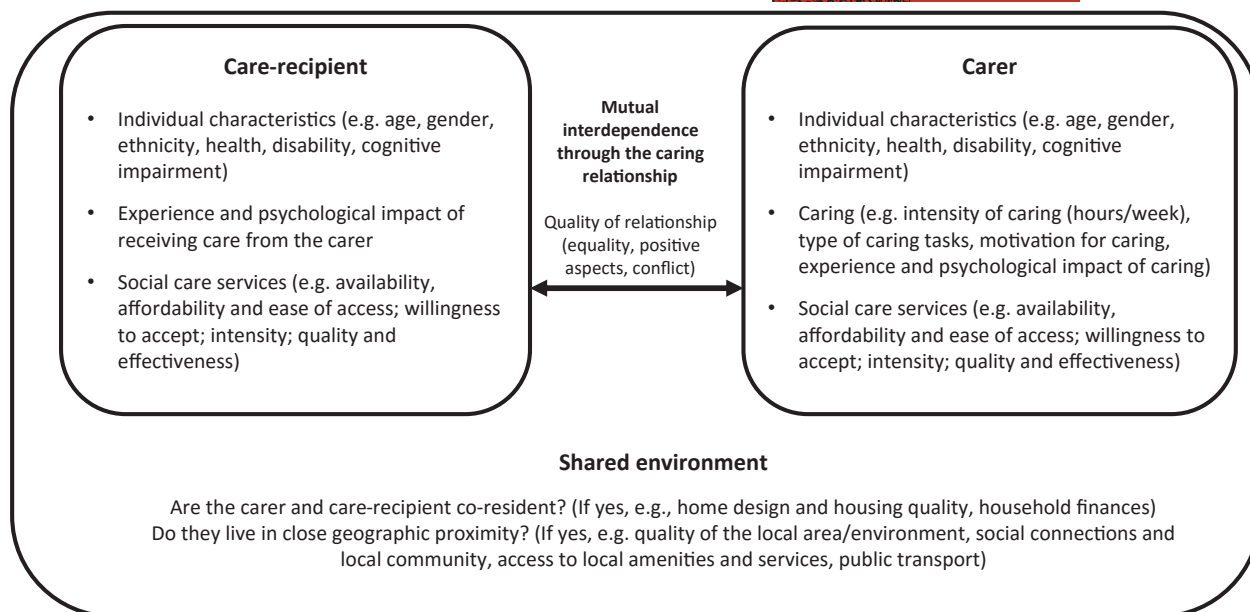 Care-recipient
• Individual characteristics (e.g. age, gender,
ethnicity, health, disability, cognitive
impairment)
• Experience and psychological impact of
receiving care from the carer
• Social care services (e.g. availability,
affordability and ease of access; willingness
to accept; intensity; quality and
effectiveness)
Mutual
interdependence
through the caring
relationship
Quality of relationship
(equality, positive
aspects, conflict)
Carer
• Individual characteristics (e.g. age, gender,
ethnicity, health, disability, cognitive
impairment)
• Caring (e.g. intensity of caring (hours/week),
type of caring tasks, motivation for caring,
experience and psychological impact of caring)
• Social care services (e.g. availability,
affordability and ease of access; willingness to
accept; intensity; quality and effectiveness)
Shared environment
Are the carer and care-recipient co-resident? (If yes, e.g., home design and housing quality, household finances)
Do they live in close geographic proximity? (If yes, e.g. quality of the local area/environment, social connections and
local community, access to local amenities and services, public transport)